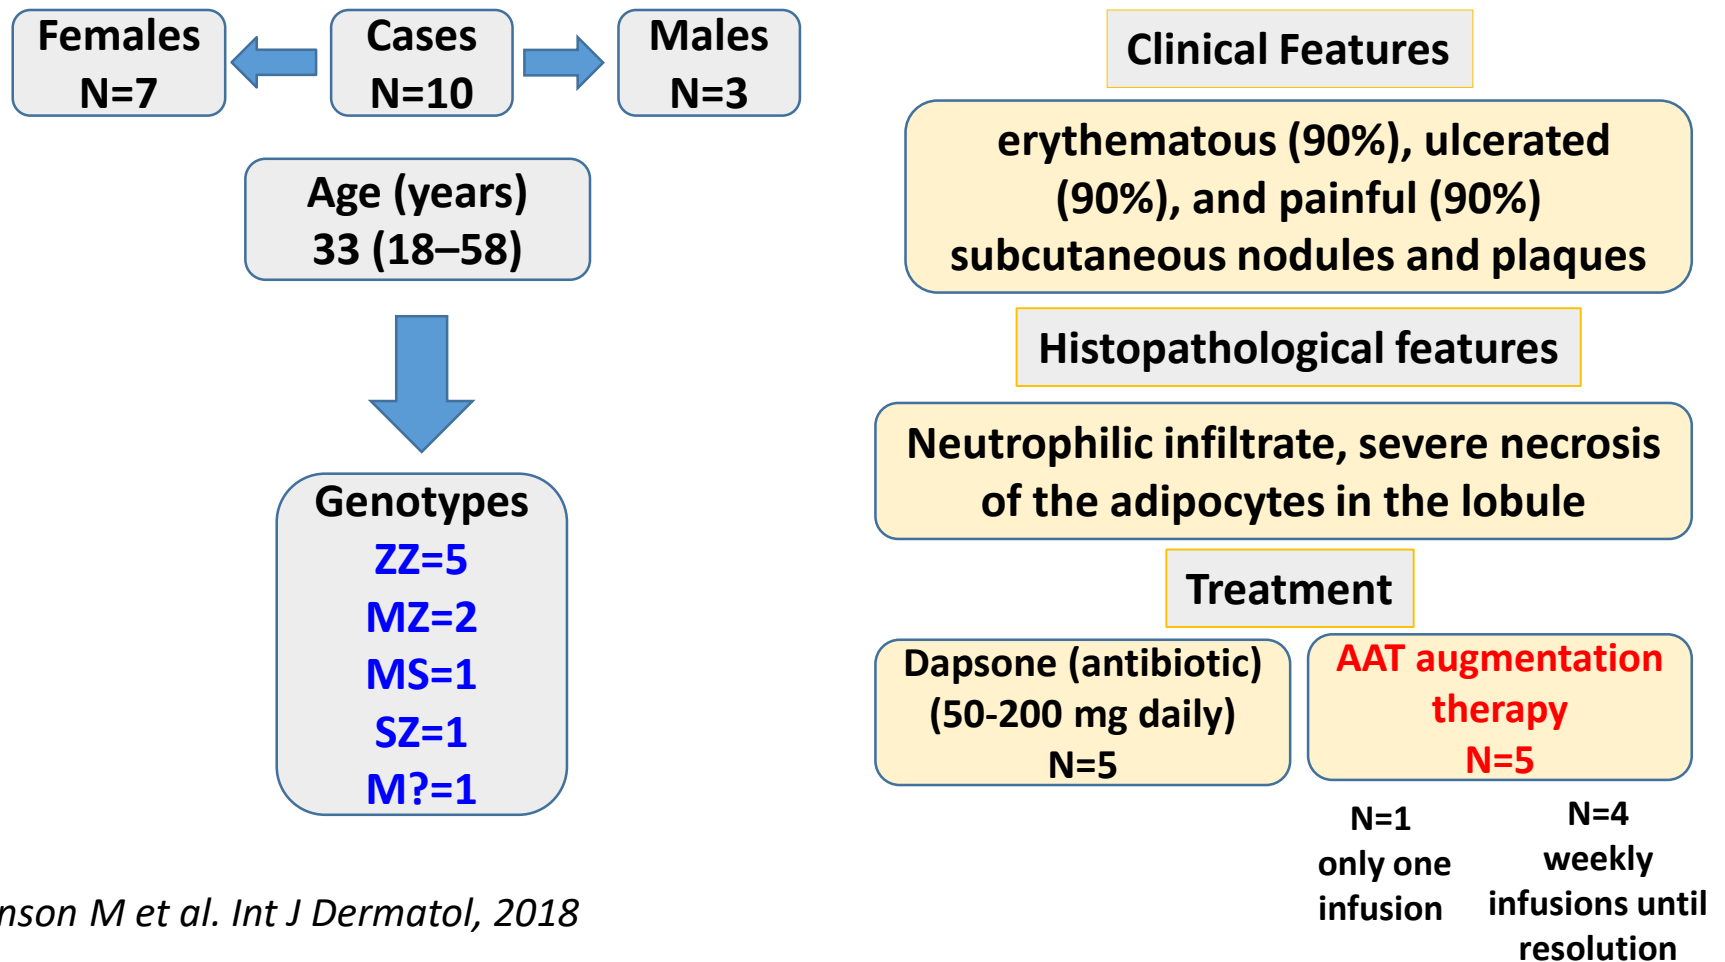 Females
N=7
Cases
N=10
Males
N=3
Age (years)
33 (18–58)
Genotypes
ZZ=5
MZ=2
MS=1
SZ=1
M?=1
nson M et al. Int J Dermatol, 2018
Clinical Features
erythematous (90%), ulcerated
(90%), and painful (90%)
subcutaneous nodules and plaques
Histopathological features
Neutrophilic infiltrate, severe necrosis
of the adipocytes in the lobule
Treatment
Dapsone (antibiotic)
(50-200 mg daily)
N=5
AAT augmentation
therapy
N=5
N=1
only one
infusion
N=4
weekly
infusions until
resolution